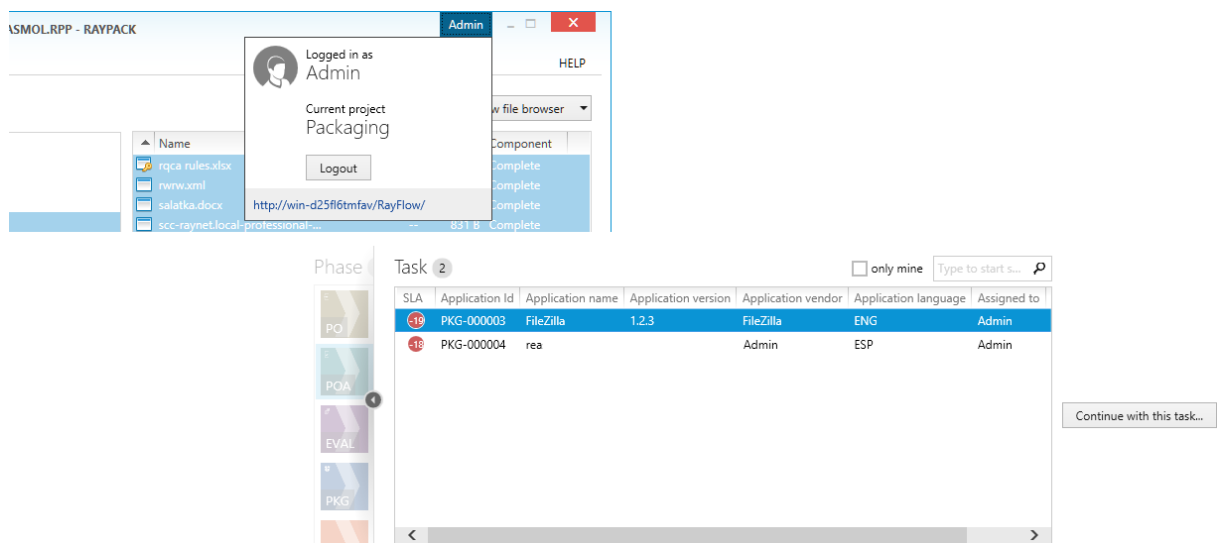 ASMOL.RPP - RAYPACK
Admin
Logged in as
Admin
HELP
Current project
Packaging
w file browser
Name
Component
Logout
rqca rules.xlsx
Complete
rwrw.xml
Complete
salatka.docx
http://win-d25fl6tmfav/RayFlow/
Complete
scc-raynet.local-professional-...
-- 831 B Complete
Phase
Task 2
only mine
Type to start s...
SLA Application Id Application name Application version Application vendor Application language Assigned to
-19 PKG-000003 FileZilla 1.2.3 FileZilla ENG Admin
-18 PKG-000004 rea Admin ESP Admin
PO
POA
EVAL
PKG
Continue with this task...